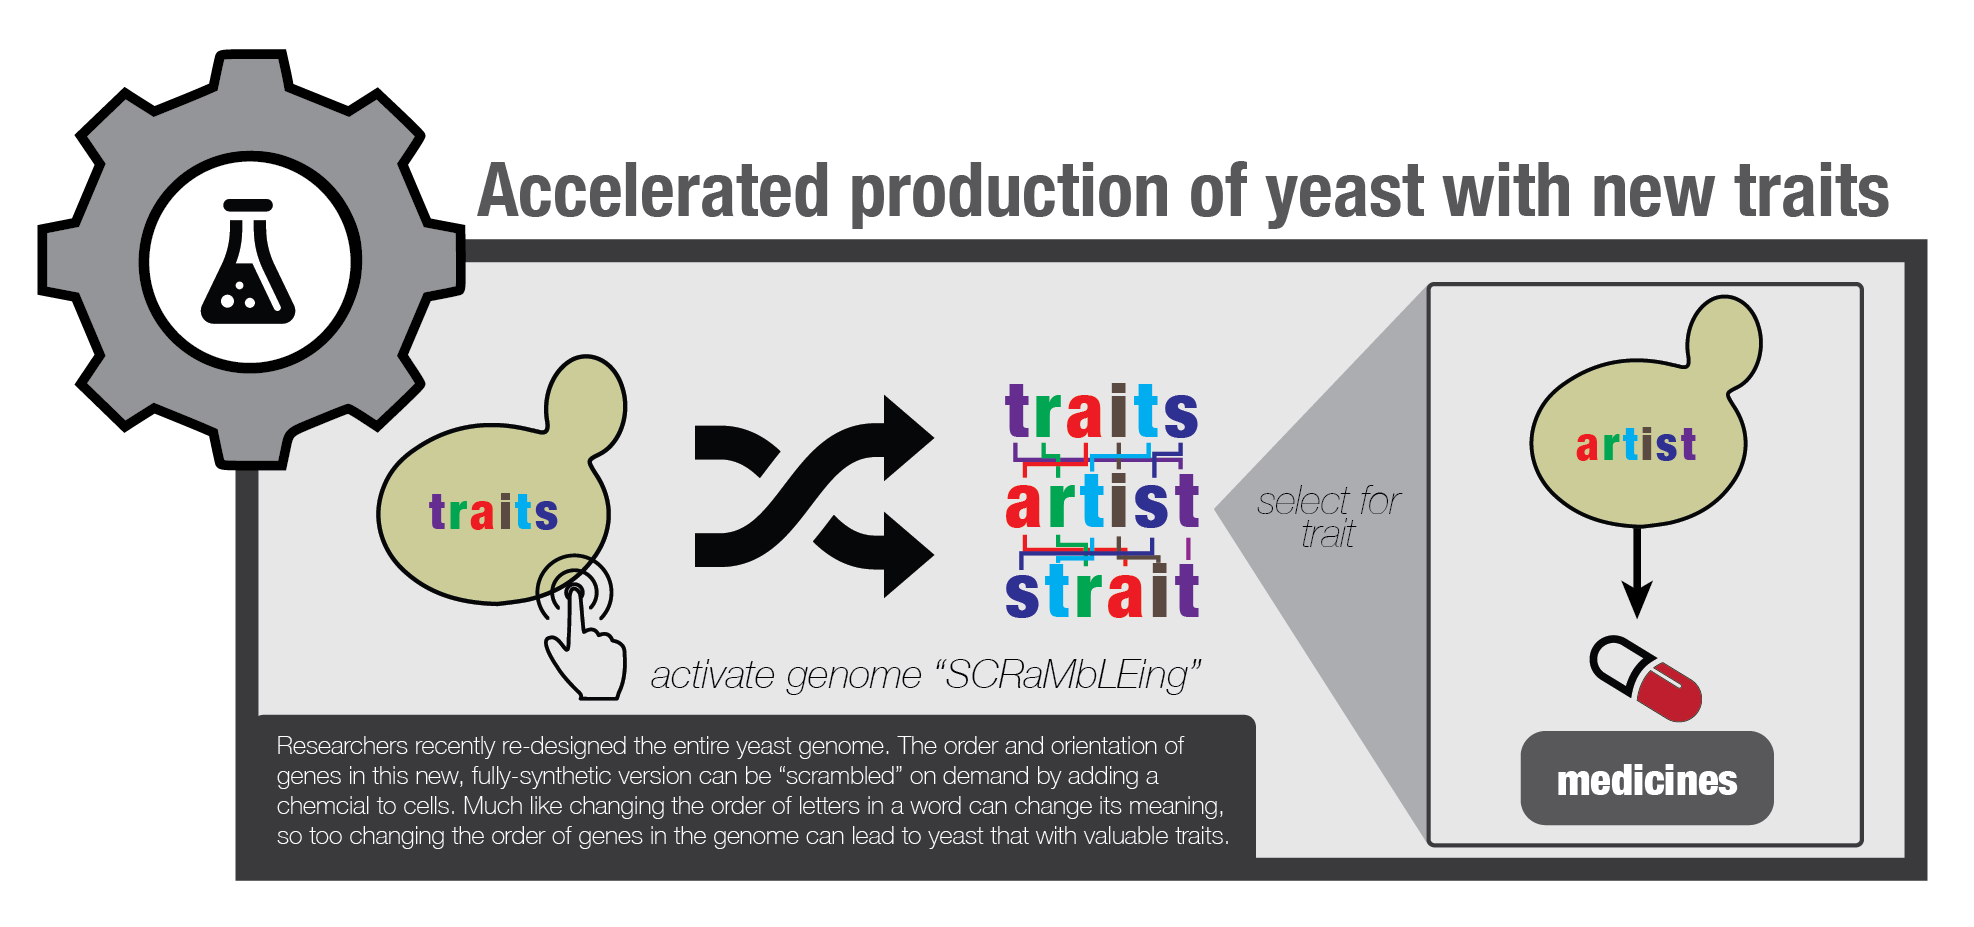 Accelerated production of yeast with new traits
traits
activate genome “SCRaMbLEing”
traits
artist
strait
select for
trait
artist
medicines
Researchers recently re-designed the entire yeast genome. The order and orientation of
genes in this new, fully-synthetic version can be “scrambled” on demand by adding a
chemcial to cells. Much like changing the order of letters in a word can change its meaning,
so too changing the order of genes in the genome can lead to yeast that with valuable traits.